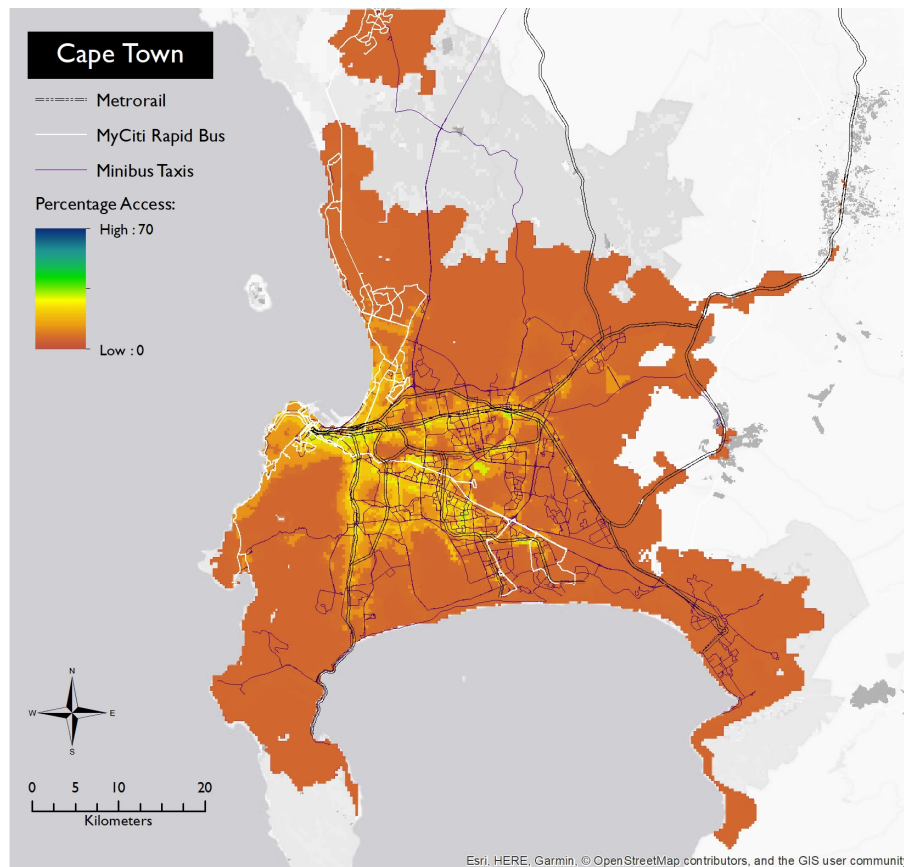 Cape Town
Metrorail
MyCiti Rapid Bus
Minibus Taxis
Percentage Access:
High : 70
Low : 0
N
W E
S
0 5 10 20
Kilometers
Esri, HERE, Garmin, © OpenStreetMap contributors, and the GIS user communit